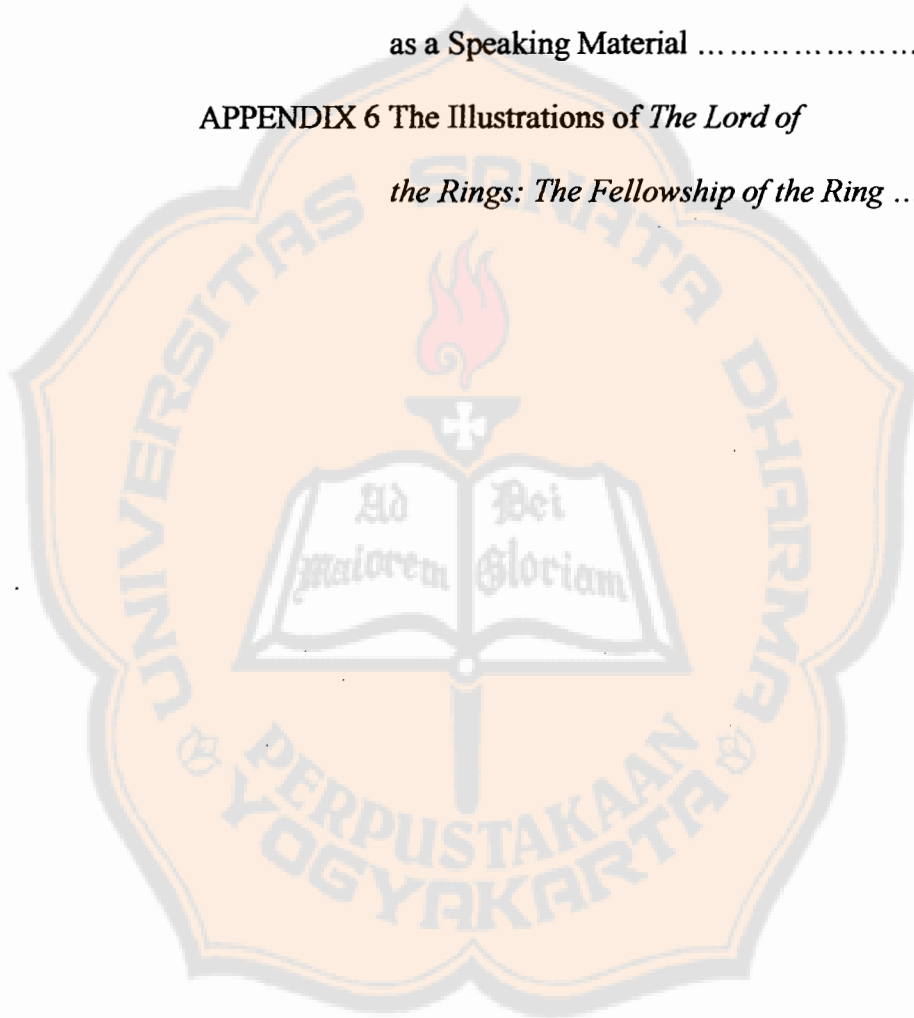 as a Speaking Material ........................
APPENDIX 6 The Illustrations of The Lord of
the Rings: The Fellowship of the Ring ..
UNIVERSITAS SANATA DHARMA
Ad Dei
Maiorem Gloriam
PERPUSTAKAAN
YOGYAKARTA